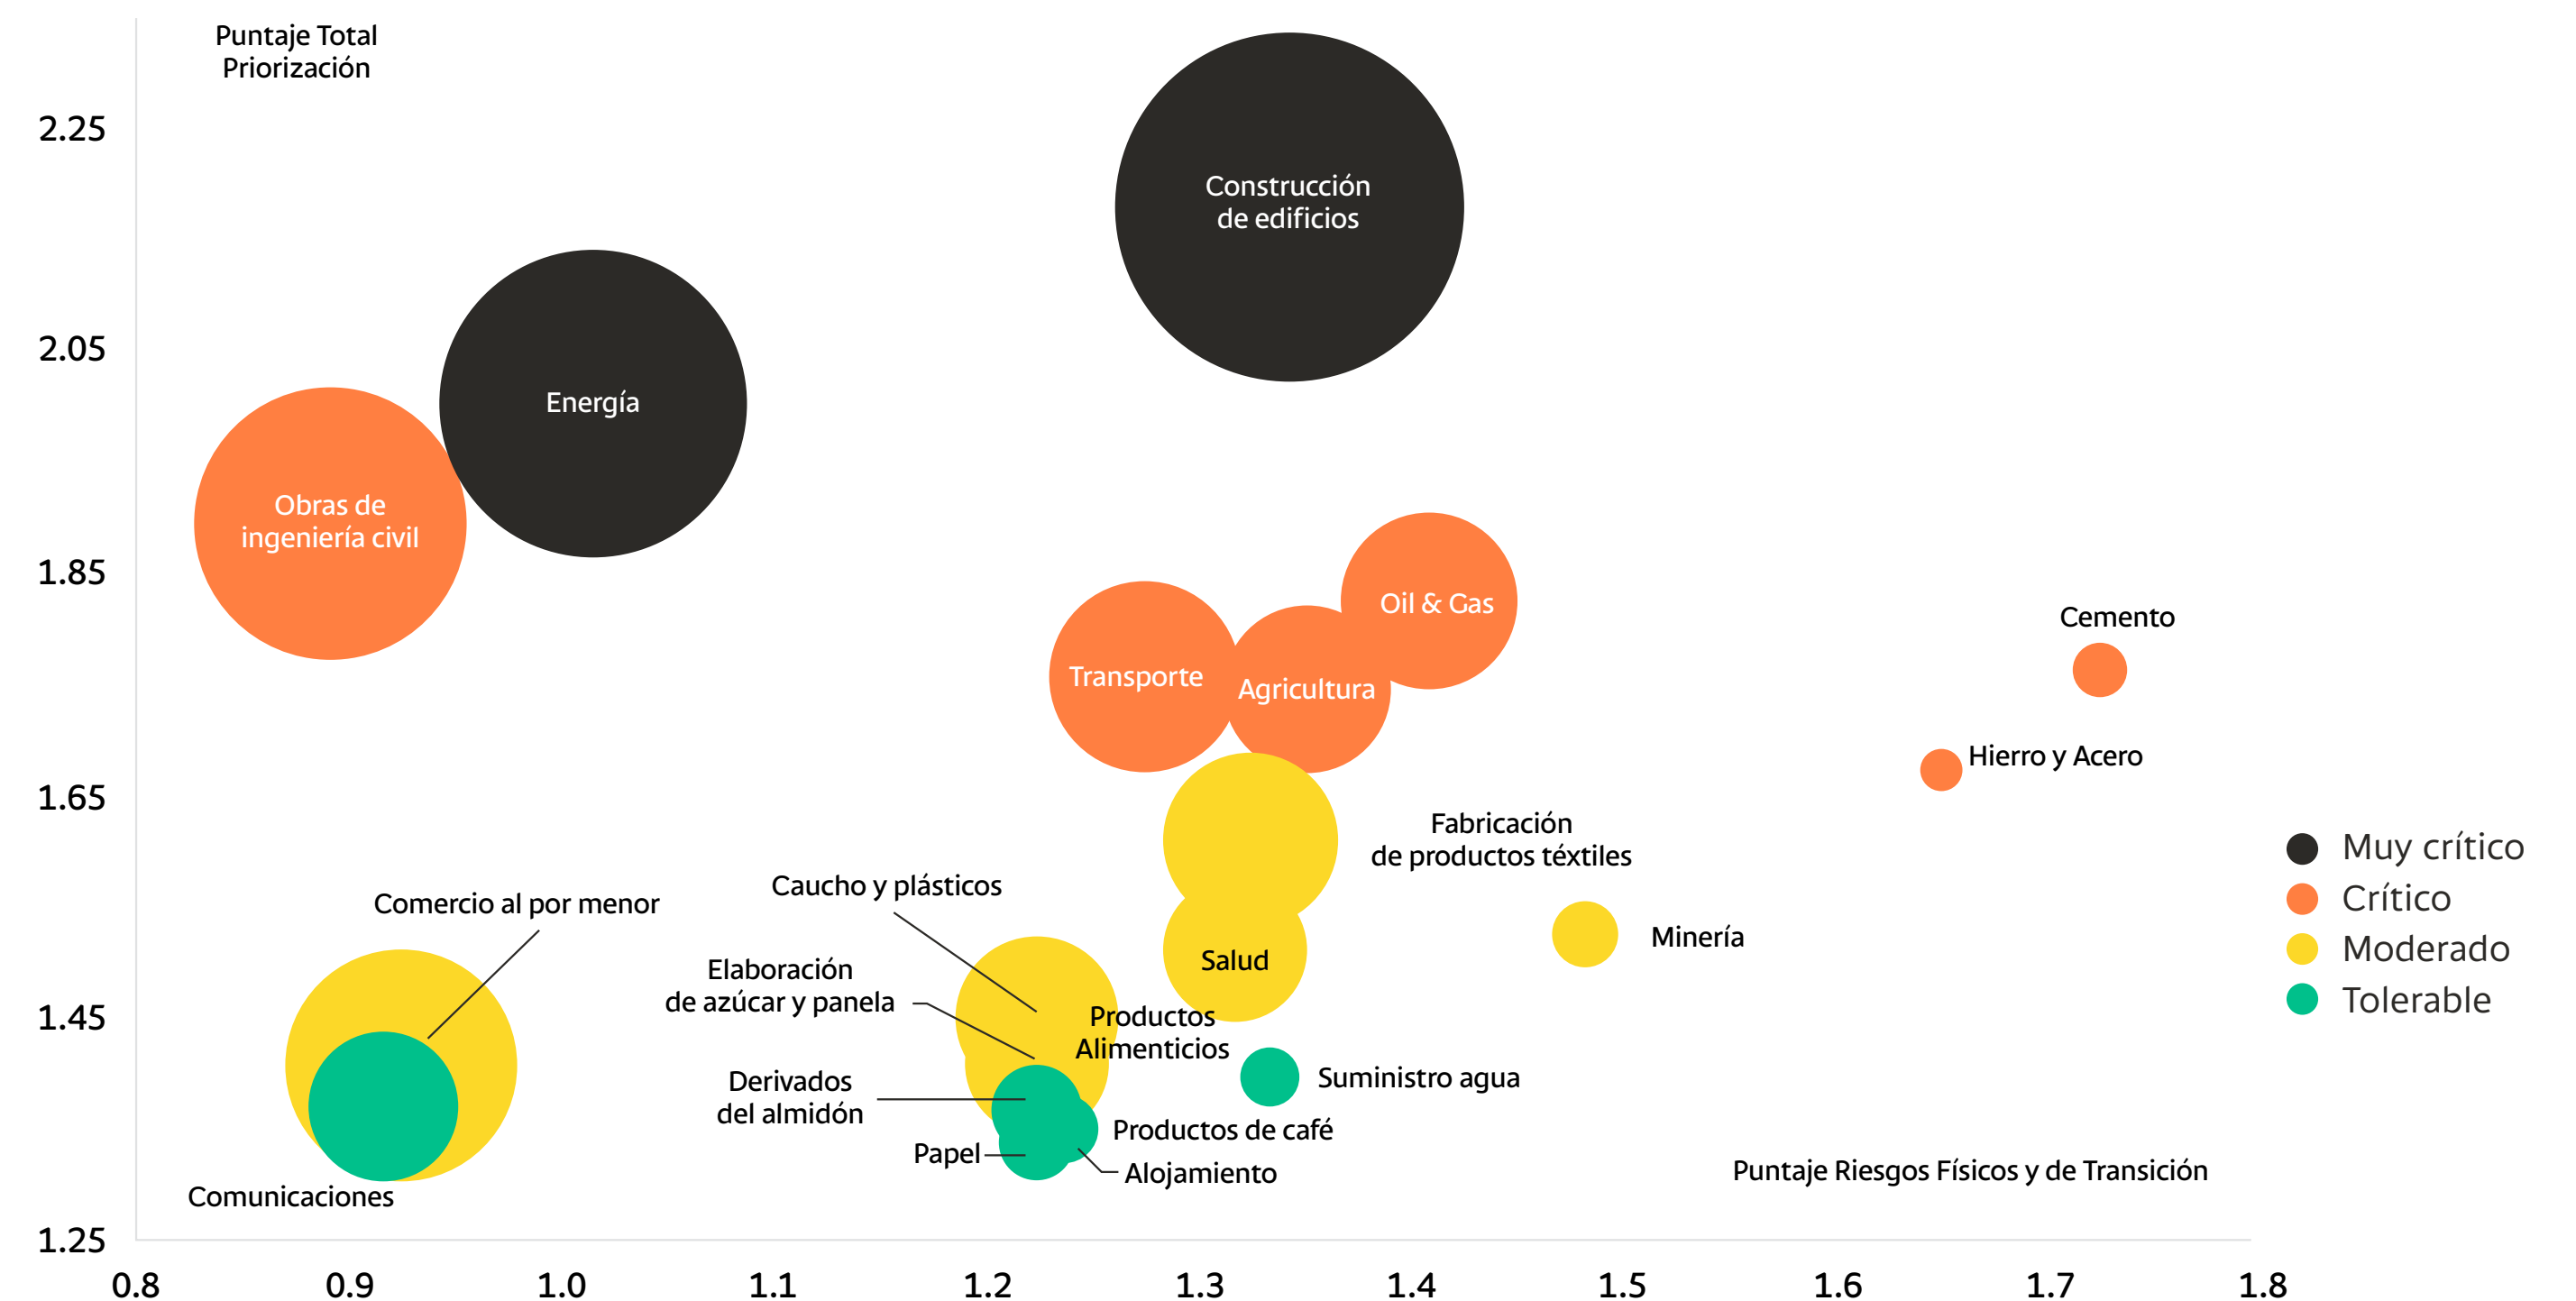 Puntaje Total
Priorización
2.25
2.05
1.85
1.65
1.45
1.25
Construcción
de edificios
Energía
Obras de
ingeniería civil
Oil & Gas
Transporte
Agricultura
Cemento
Hierro y Acero
Fabricación
de productos téxtiles
Caucho y plásticos
Comercio al por menor
Minería
Salud
Elaboración
de azúcar y panela
Productos
Alimenticios
Suministro agua
Derivados
del almidón
Productos de café
Papel
Alojamiento
Comunicaciones
Puntaje Riesgos Físicos y de Transición
Muy crítico
Crítico
Moderado
Tolerable
0.8 0.9 1.0 1.1 1.2 1.3 1.4 1.5 1.6 1.7 1.8